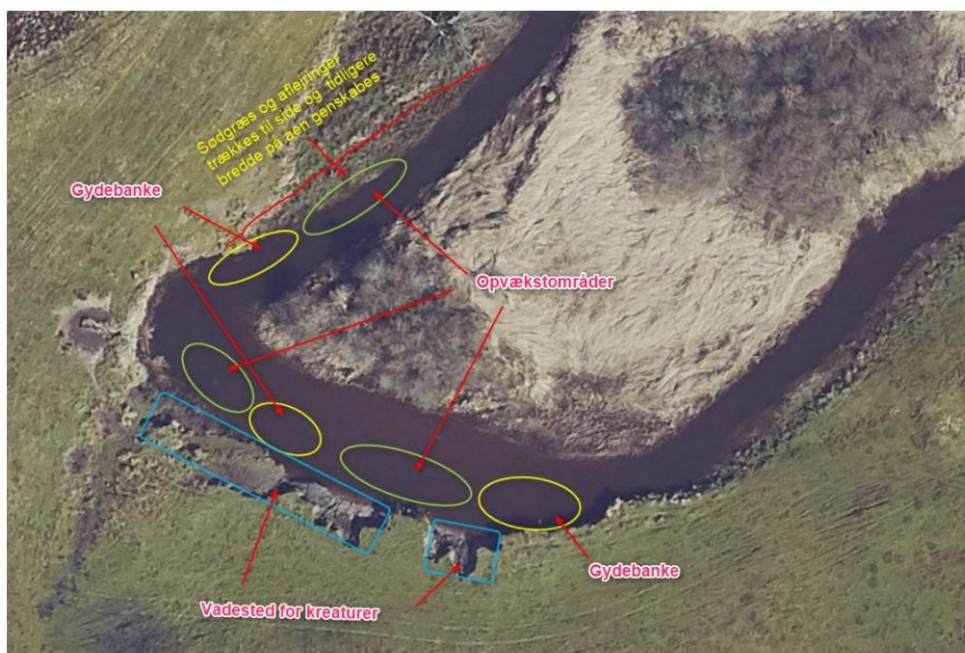 Sødgræs og aflejringer
trækkes til side og tidligere
bredde på åen genskabes
Gydebanke
Opvækstområder
Gydebanke
Vadested for kreaturer